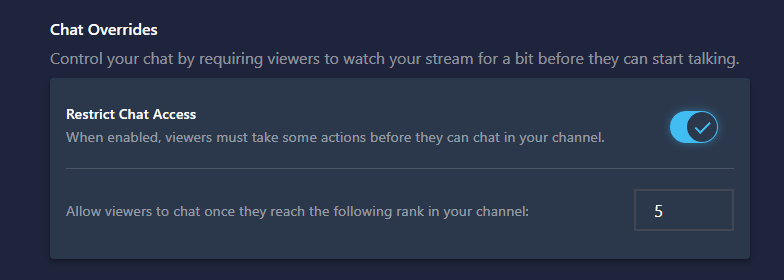 Chat Overrides
Control your chat by requiring viewers to watch your stream for a bit before they can start talking.
Restrict Chat Access
When enabled, viewers must take some actions before they can chat in your channel.
Allow viewers to chat once they reach the following rank in your channel:
5